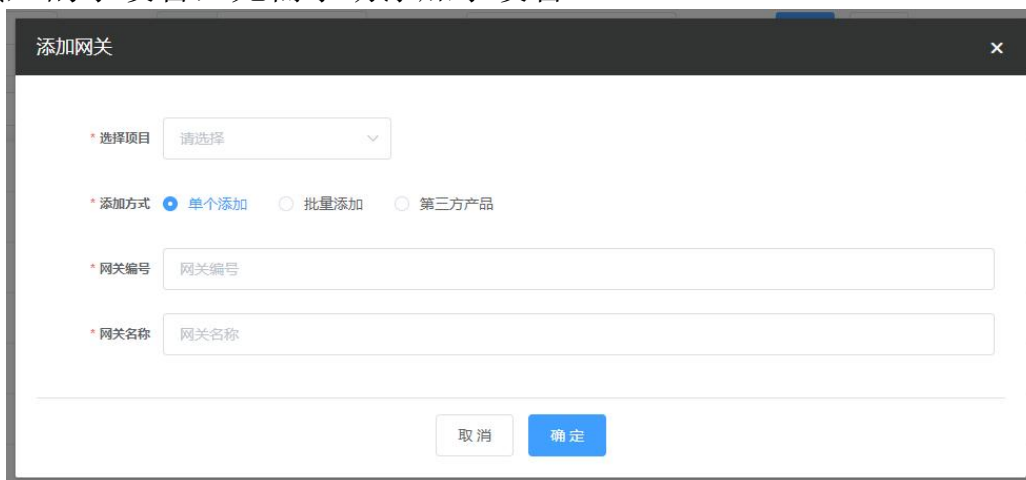 添加网关 ×
* 选择项目 请选择
* 添加方式 单个添加 批量添加 第三方产品
* 网关编号 网关编号
* 网关名称 网关名称
取消 确定